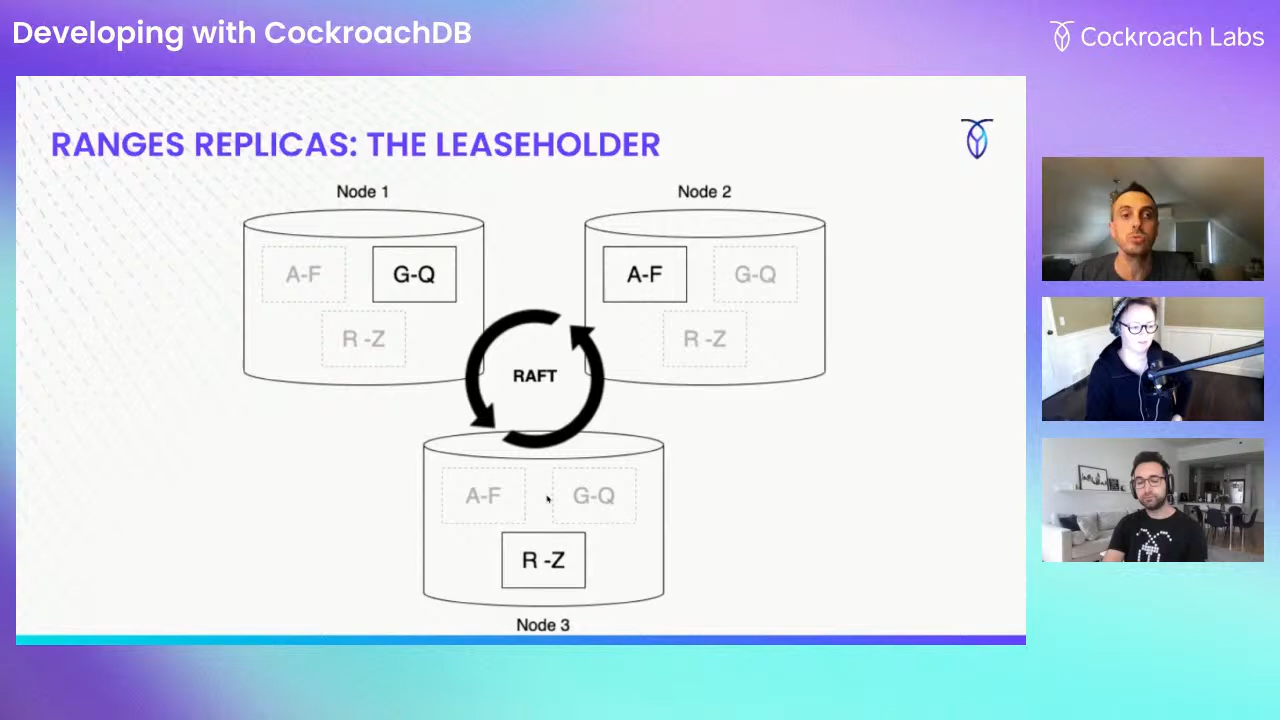 Developing with CockroachDB
Cockroach Labs
RANGES REPLICAS: THE LEASEHOLDER
Node 1
Node 2
A-F
G-Q
R -Z
A-F
G-Q
R -Z
RAFT
A-F
G-Q
R -Z
Node 3